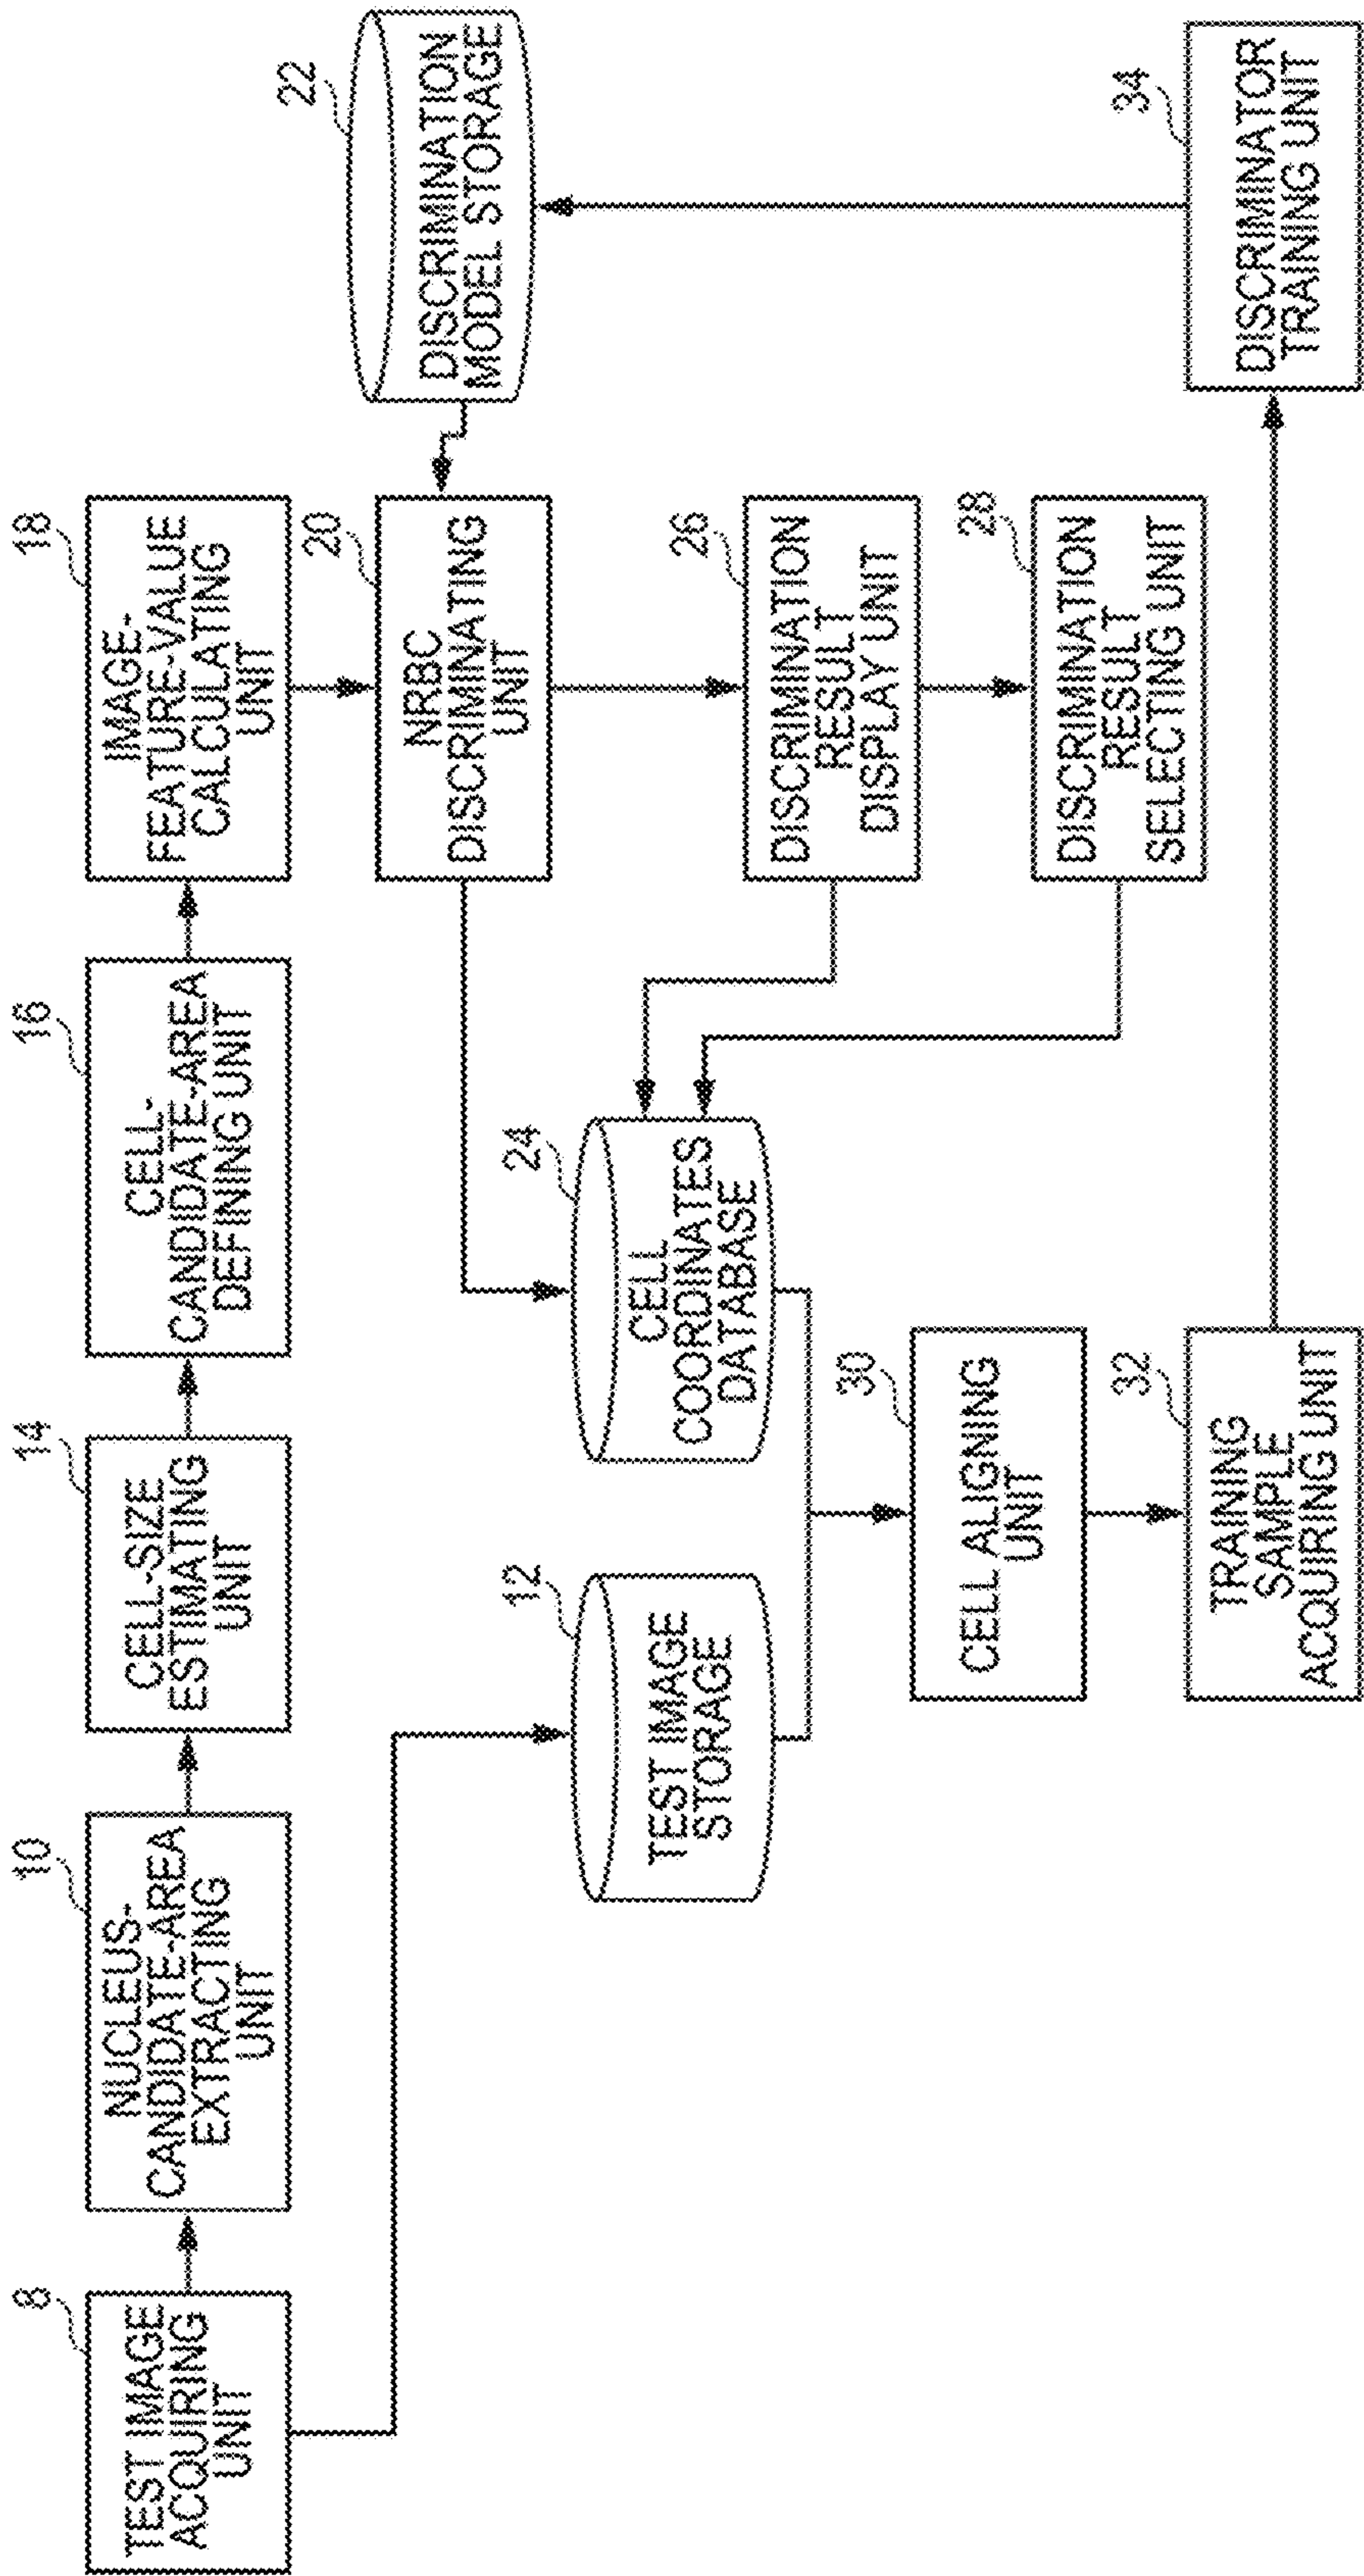 8
TEST IMAGE
ACQUIRING
UNIT
10
NUCLEUS-
CANDIDATE-AREA
EXTRACTING
UNIT
14
CELL-SIZE
ESTIMATING
UNIT
16
CELL-
CANDIDATE-AREA
DEFINING UNIT
18
IMAGE-
FEATURE-VALUE
CALCULATING
UNIT
20
NRBC
DISCRIMINATING
UNIT
22
DISCRIMINATION
MODEL STORAGE
12
TEST IMAGE
STORAGE
24
CELL
COORDINATES
DATABASE
26
DISCRIMINATION
RESULT
DISPLAY UNIT
28
DISCRIMINATION
RESULT
SELECTING UNIT
30
CELL ALIGNING
UNIT
32
TRAINING
SAMPLE
ACQUIRING UNIT
34
DISCRIMINATOR
TRAINING UNIT